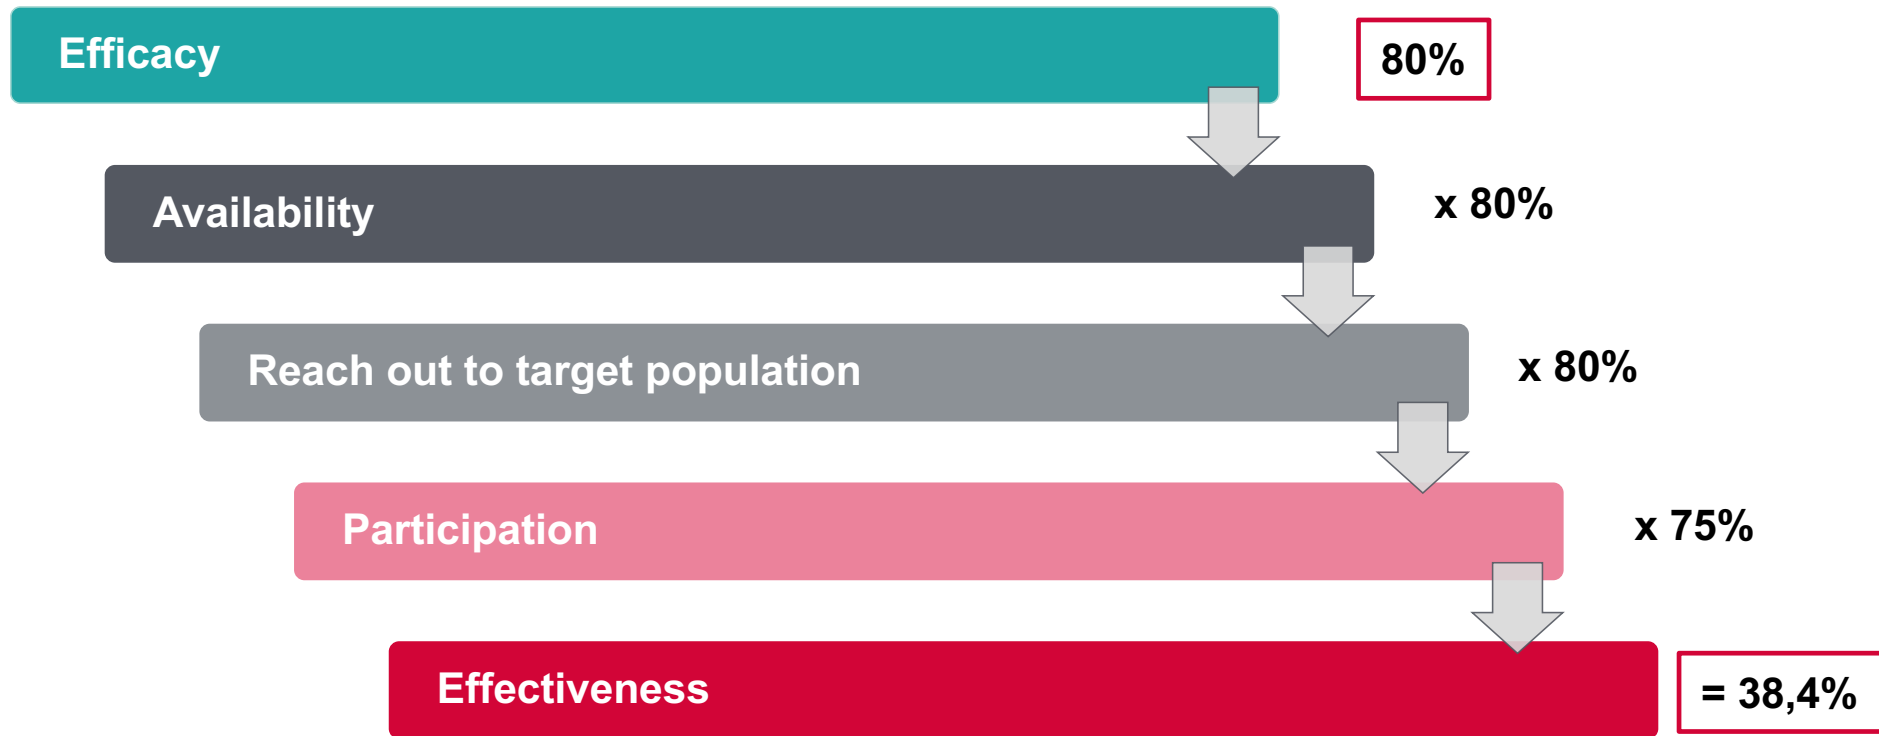 Efficacy
80%
Availability
x 80%
Reach out to target population
x 80%
Participation
x 75%
Effectiveness
= 38,4%